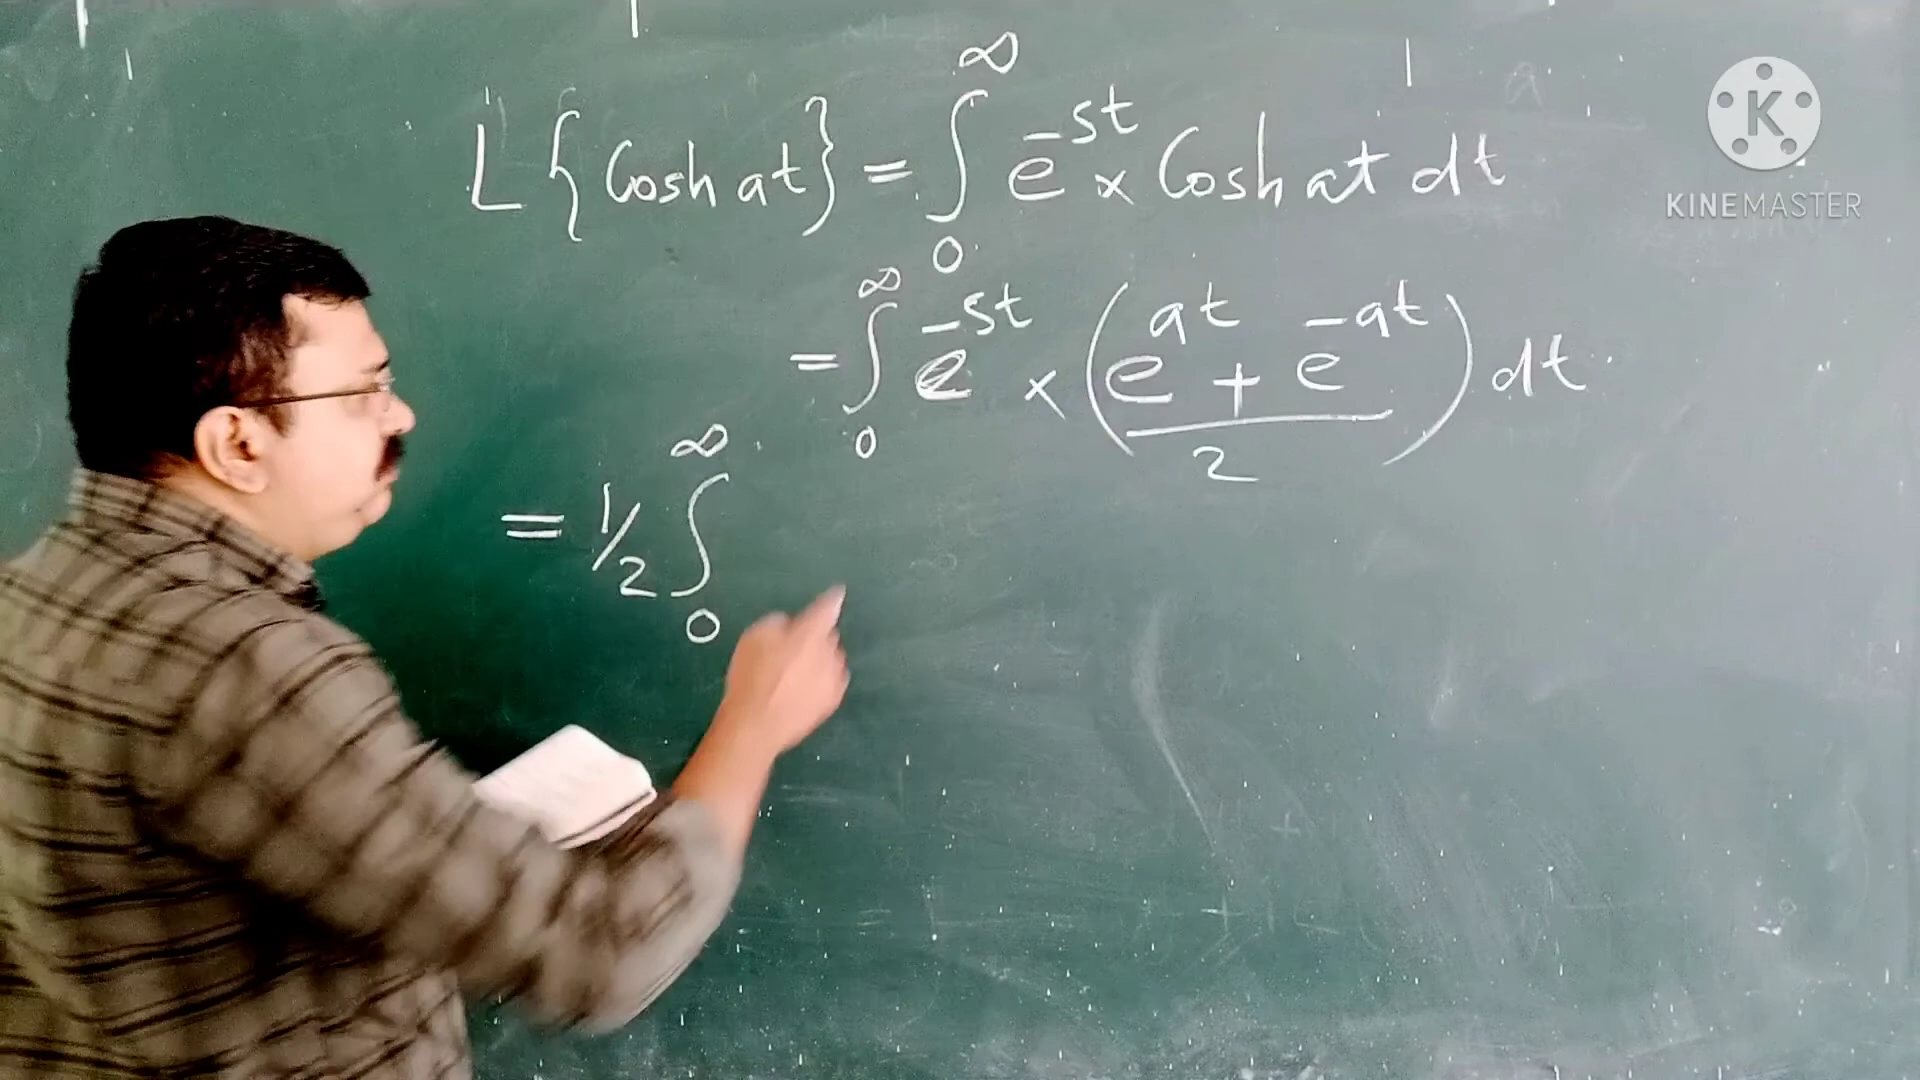 L{Cosh at} = ∫₀^∞ e^{-st} × Cosh at dt
= ∫₀^∞ e^{-st} × (e^{at} + e^{-at} / 2) dt
= 1/2 ∫₀^∞
K
KINEMASTER